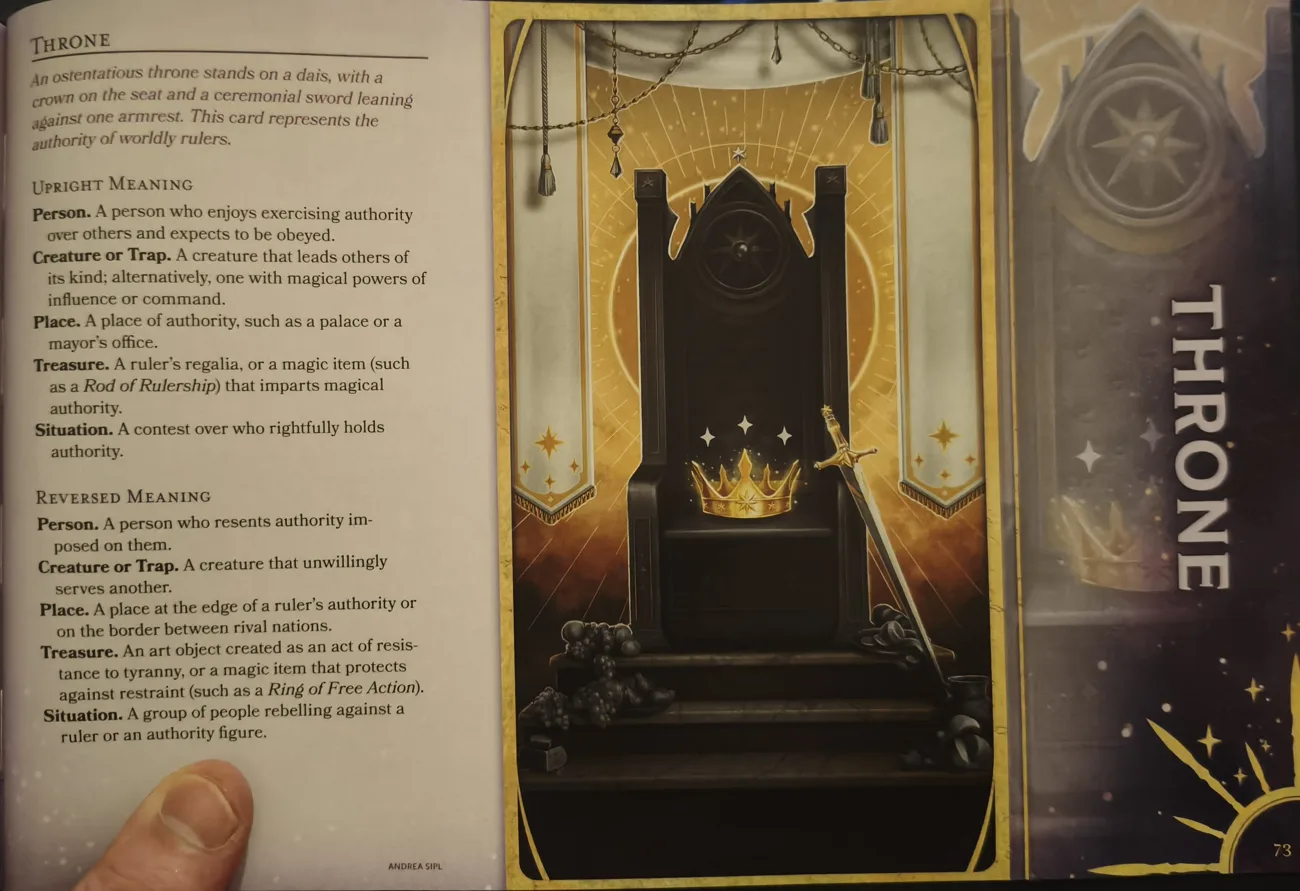 THRONE
An ostentatious throne stands on a dais, with a
crown on the seat and a ceremonial sword leaning
against one armrest. This card represents the
authority of worldly rulers.
UPRIGHT MEANING
Person. A person who enjoys exercising authority
over others and expects to be obeyed.
Creature or Trap. A creature that leads others of
its kind; alternatively, one with magical powers of
influence or command.
Place. A place of authority, such as a palace or a
mayor's office.
Treasure. A ruler's regalia, or a magic item (such
as a Rod of Rulership) that imparts magical
authority.
Situation. A contest over who rightfully holds
authority.
REVERSED MEANING
Person. A person who resents authority im-
posed on them.
Creature or Trap. A creature that unwillingly
serves another.
Place. A place at the edge of a ruler's authority or
on the border between rival nations.
Treasure. An art object created as an act of resis-
tance to tyranny, or a magic item that protects
against restraint (such as a Ring of Free Action).
Situation. A group of people rebelling against a
ruler or an authority figure.
ANDREA SIPL
THRONE
73